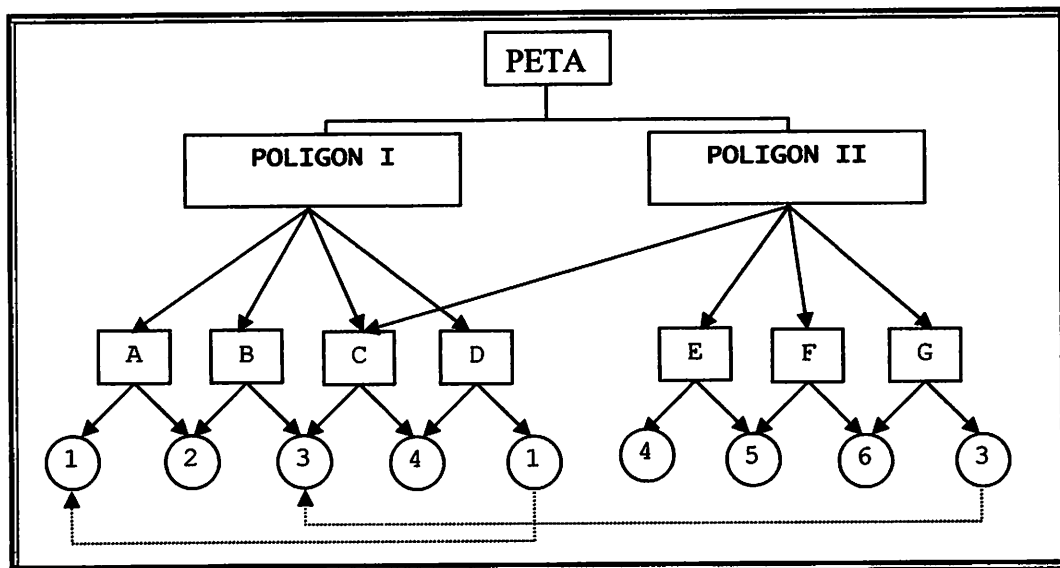 PETA
POLIGON I
POLIGON II
A B C D E F G
1 2 3 4 1 4 5 6 3